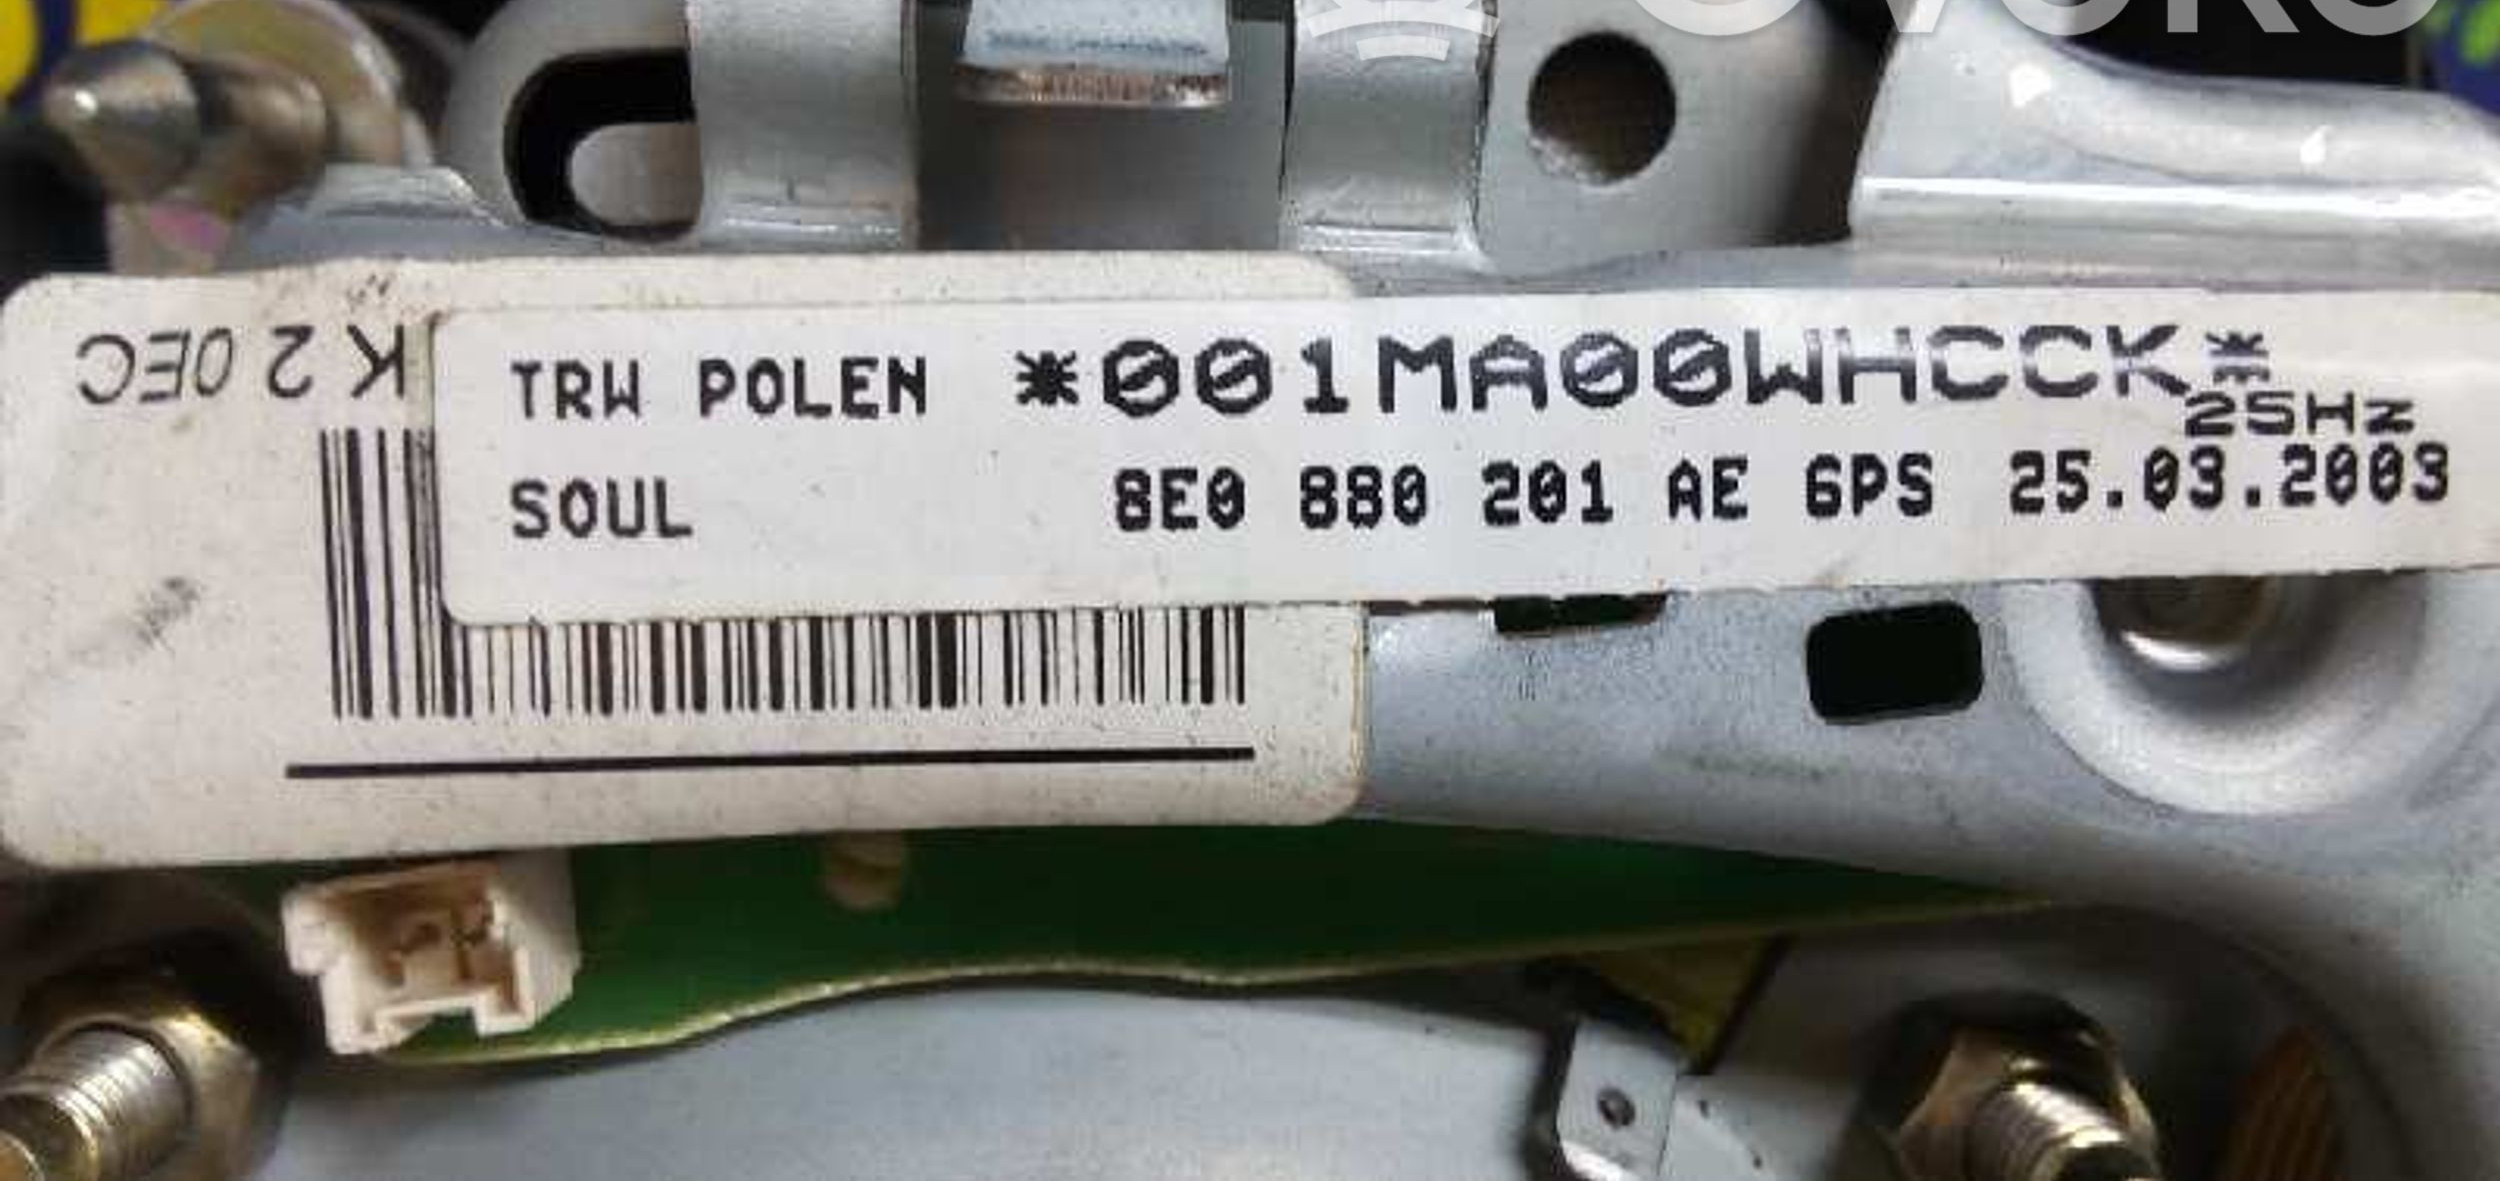 K 2 0EC
TRW POLEN *001MA00WHCCK*
25Hz
SOUL 8E0 880 201 AE 6PS 25.03.2003